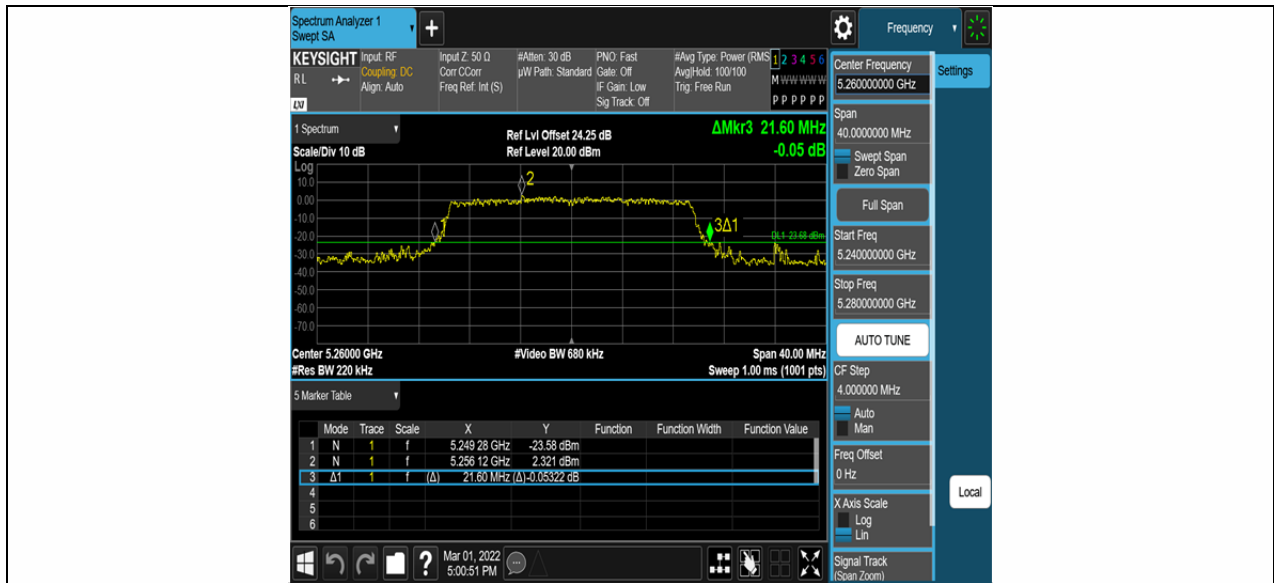 Spectrum Analyzer 1
Swept SA
+
Frequency
KEYSIGHT Input: RF Input Z: 50 Ω #Atten: 30 dB PNO: Fast #Avg Type: Power (RMS 1 2 3 4 5 6
RL Coupling: DC Corr CCorr µW Path: Standard Gate: Off Avg|Hold: 100/100 M W W W W W
Align: Auto Freq Ref: Int (S) IF Gain: Low Trig: Free Run
LXI Sig Track: Off P P P P P P
1 Spectrum
Scale/Div 10 dB
Ref Lvl Offset 24.25 dB
Ref Level 20.00 dBm
ΔMkr3 21.60 MHz
-0.05 dB
Log
10.0
0.00
-10.0
-20.0
-30.0
-40.0
-50.0
-60.0
-70.0
2
1
3Δ1
DL1 -23.68 dBm
Center 5.26000 GHz #Video BW 680 kHz Span 40.00 MHz
#Res BW 220 kHz Sweep 1.00 ms (1001 pts)
5 Marker Table
Mode Trace Scale X Y Function Function Width Function Value
1 N 1 f 5.249 28 GHz -23.58 dBm
2 N 1 f 5.256 12 GHz 2.321 dBm
3 Δ1 1 f (Δ) 21.60 MHz (Δ) -0.05322 dB
4
5
6
?
Mar 01, 2022
5:00:51 PM
Center Frequency
5.260000000 GHz
Span
40.0000000 MHz
Swept Span
Zero Span
Full Span
Start Freq
5.240000000 GHz
Stop Freq
5.280000000 GHz
AUTO TUNE
CF Step
4.000000 MHz
Auto
Man
Freq Offset
0 Hz
X Axis Scale
Log
Lin
Signal Track
(Span Zoom)
Settings
Local